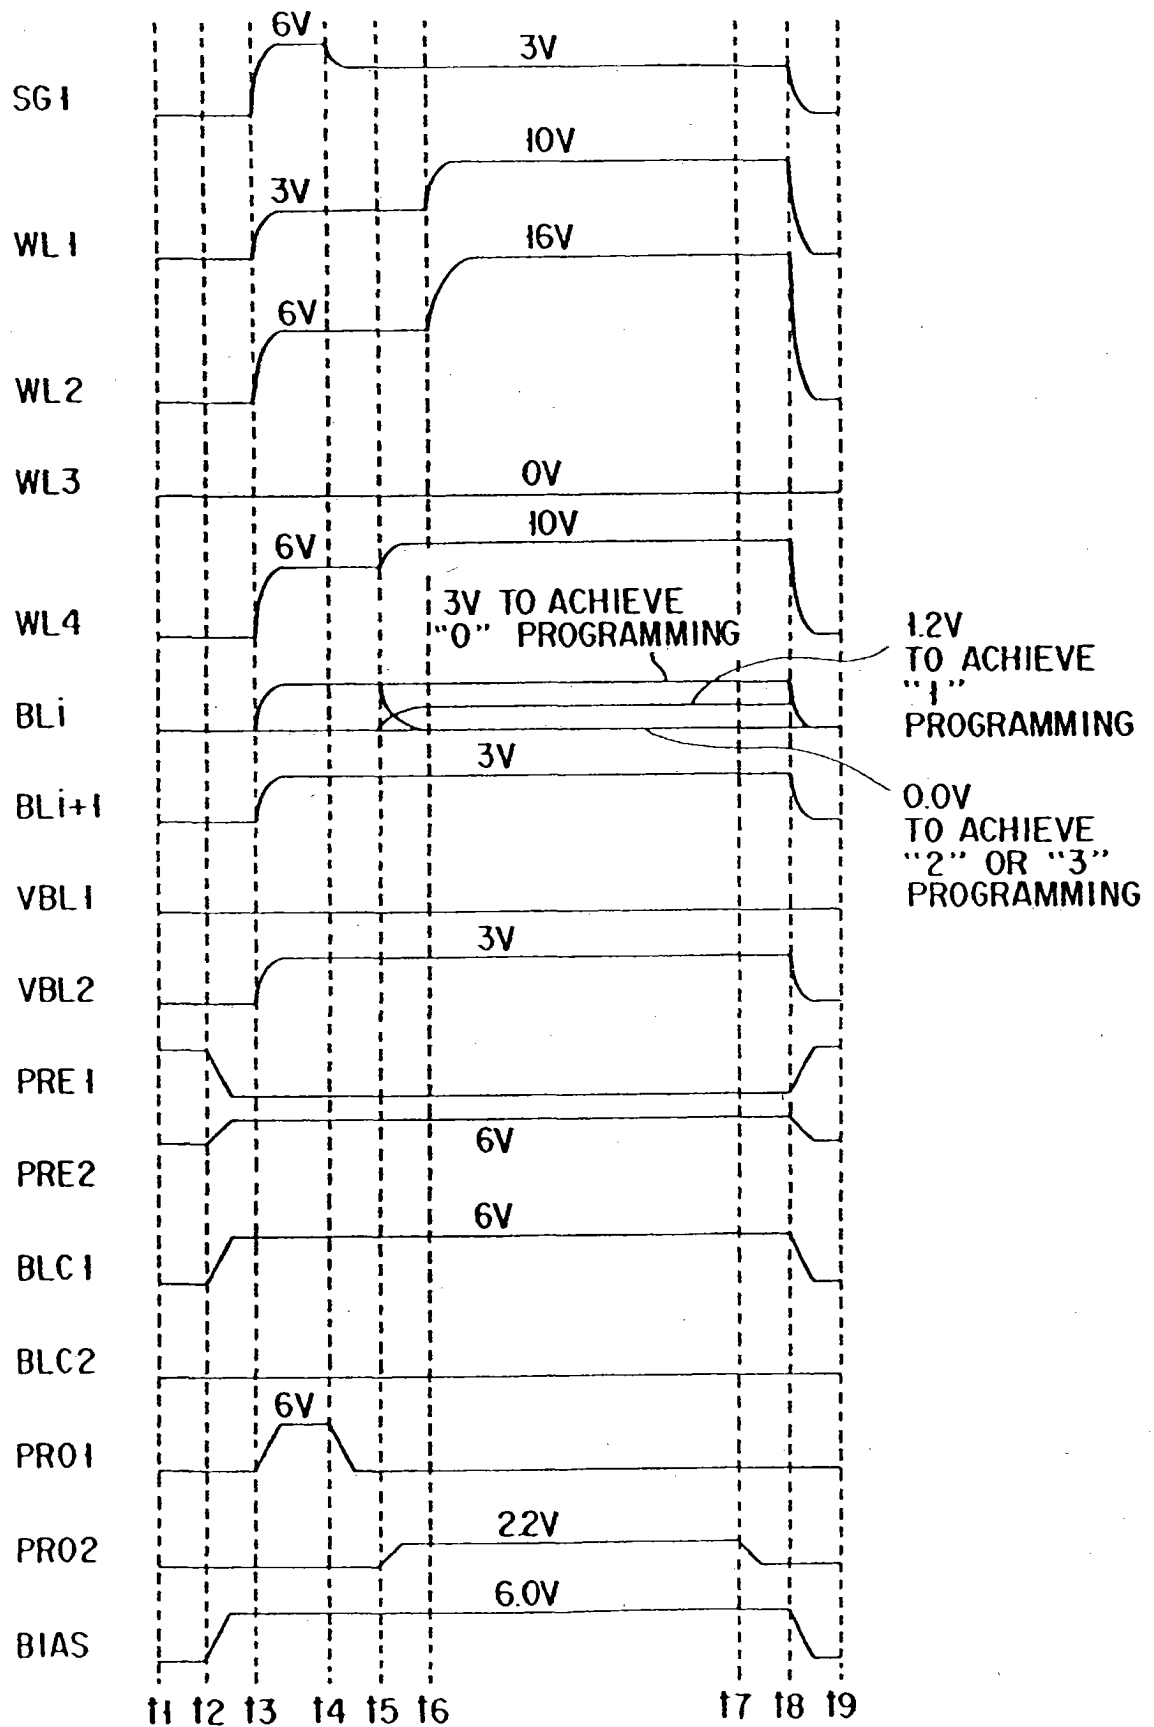 6V
3V
SG1
10V
3V
WL1
16V
6V
WL2
WL3
0V
10V
6V
WL4
3V TO ACHIEVE
"0" PROGRAMMING
1.2V
TO ACHIEVE
"1"
PROGRAMMING
BLi
3V
BLi+1
0.0V
TO ACHIEVE
"2" OR "3"
PROGRAMMING
VBL1
3V
VBL2
PRE1
6V
PRE2
6V
BLC1
BLC2
6V
PRO1
2.2V
PRO2
6.0V
BIAS
t1 t2 t3 t4 t5 t6 t7 t8 t9